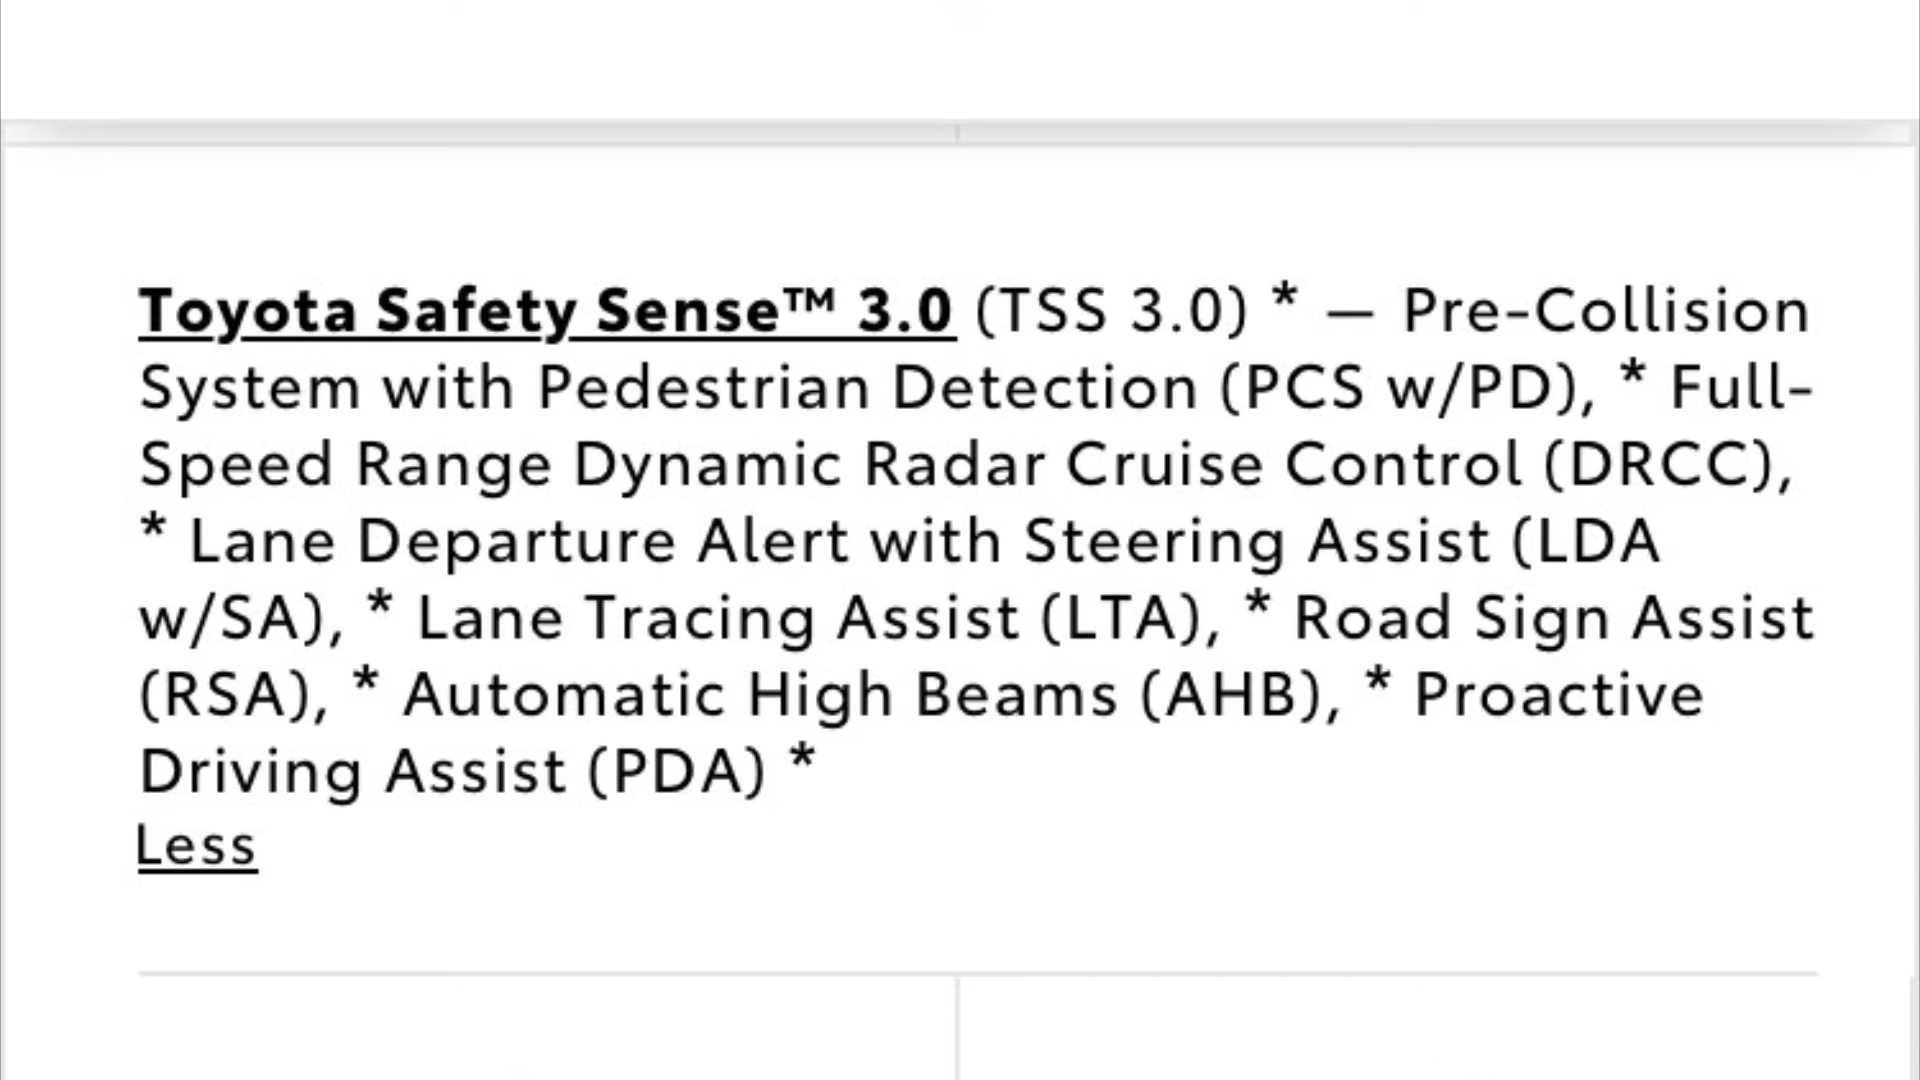 Toyota Safety Sense™ 3.0 (TSS 3.0) * — Pre-Collision
System with Pedestrian Detection (PCS w/PD), * Full-
Speed Range Dynamic Radar Cruise Control (DRCC),
* Lane Departure Alert with Steering Assist (LDA
w/SA), * Lane Tracing Assist (LTA), * Road Sign Assist
(RSA), * Automatic High Beams (AHB), * Proactive
Driving Assist (PDA) *
Less